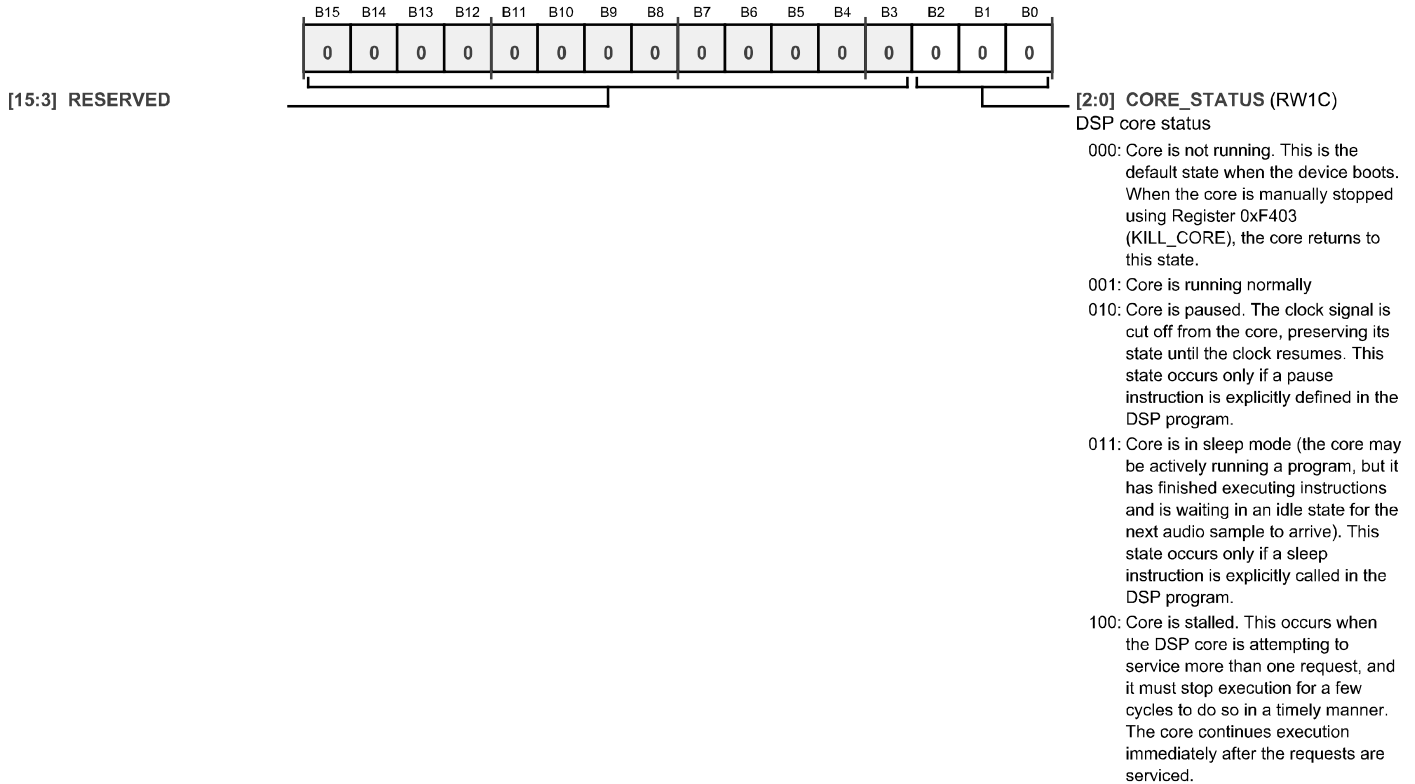 B15 B14 B13 B12 B11 B10 B9 B8 B7 B6 B5 B4 B3 B2 B1 B0
0 0 0 0 0 0 0 0 0 0 0 0 0 0 0 0
[15:3] RESERVED
[2:0] CORE_STATUS (RW1C)
DSP core status
000: Core is not running. This is the
default state when the device boots.
When the core is manually stopped
using Register 0xF403
(KILL_CORE), the core returns to
this state.
001: Core is running normally
010: Core is paused. The clock signal is
cut off from the core, preserving its
state until the clock resumes. This
state occurs only if a pause
instruction is explicitly defined in the
DSP program.
011: Core is in sleep mode (the core may
be actively running a program, but it
has finished executing instructions
and is waiting in an idle state for the
next audio sample to arrive). This
state occurs only if a sleep
instruction is explicitly called in the
DSP program.
100: Core is stalled. This occurs when
the DSP core is attempting to
service more than one request, and
it must stop execution for a few
cycles to do so in a timely manner.
The core continues execution
immediately after the requests are
serviced.